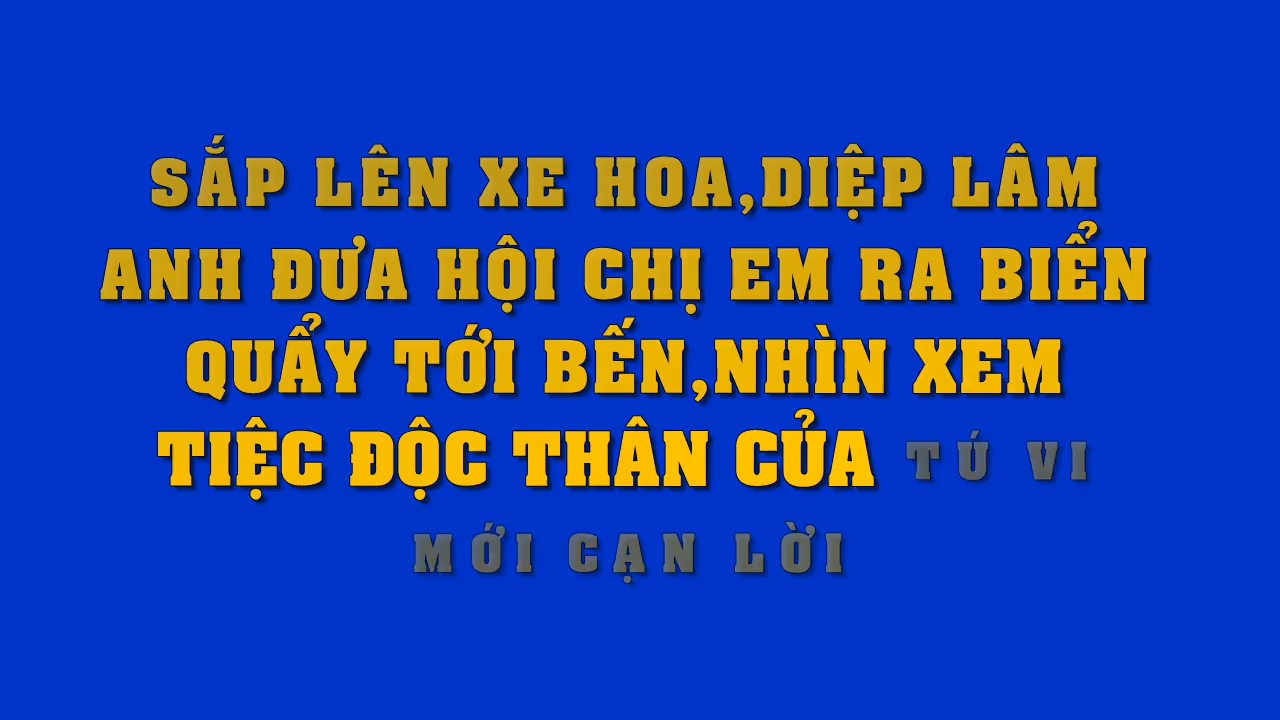 SẮP LÊN XE HOA,DIỆP LÂM
ANH ĐƯA HỘI CHỊ EM RA BIỂN
QUẨY TỚI BẾN,NHÌN XEM
TIỆC ĐỘC THÂN CỦA TÚ VI
MỚI CẠN LỜI